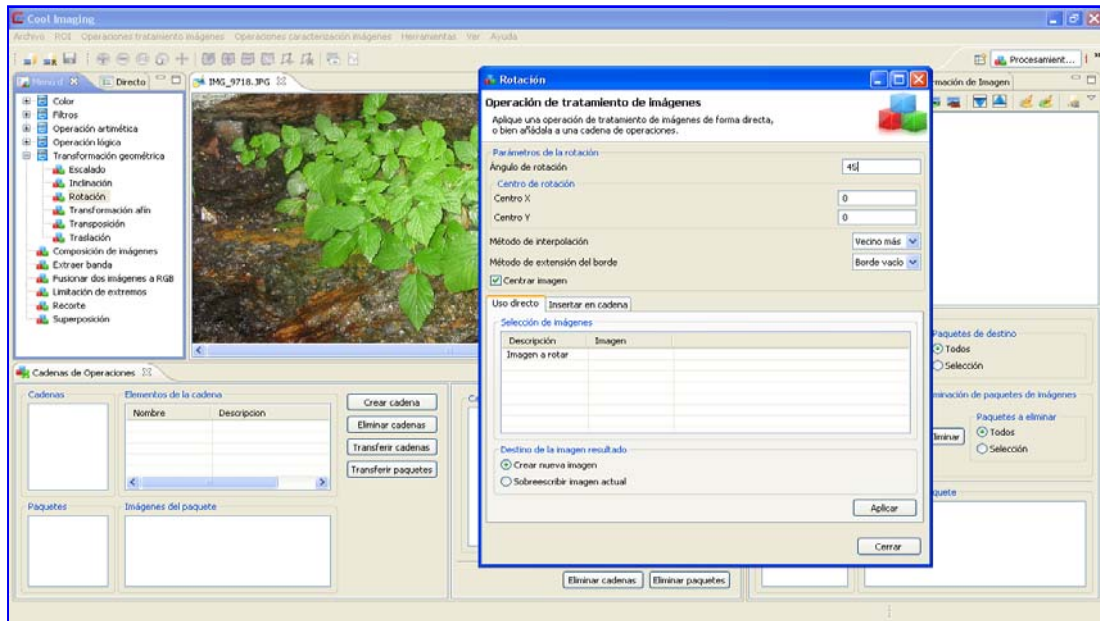 Cool Imaging
Archivo ROI Operaciones tratamiento imágenes Operaciones caracterización imágenes Herramientas Ver Ayuda
Procesamient...
Directo
IMG_9718.JPG
Color
Filtros
Operación artimética
Operación lógica
Transformación geométrica
Escalado
Inclinación
Rotación
Transformación afín
Transposición
Traslación
Composición de imágenes
Extraer banda
Fusionar dos imágenes a RGB
Limitación de extremos
Recorte
Superposición
Rotación
Operación de tratamiento de imágenes
Aplique una operación de tratamiento de imágenes de forma directa,
o bien añádala a una cadena de operaciones.
Parámetros de la rotación
Ángulo de rotación 45
Centro de rotación
Centro X 0
Centro Y 0
Método de interpolación Vecino más
Método de extensión del borde Borde vacío
Centrar imagen
Uso directo Insertar en cadena
Selección de imágenes
Descripción Imagen
Imagen a rotar
Destino de la imagen resultado
Crear nueva imagen
Sobreescribir imagen actual
Aplicar
Cerrar
rmación de Imagen
Paquetes de destino
Todos
Selección
minación de paquetes de imágenes
Paquetes a eliminar
liminar
Todos
Selección
quete
Cadenas de Operaciones
Cadenas
Elementos de la cadena
Nombre Descripcion
Crear cadena
Eliminar cadenas
Transferir cadenas
Transferir paquetes
Paquetes
Imágenes del paquete
Eliminar cadenas Eliminar paquetes